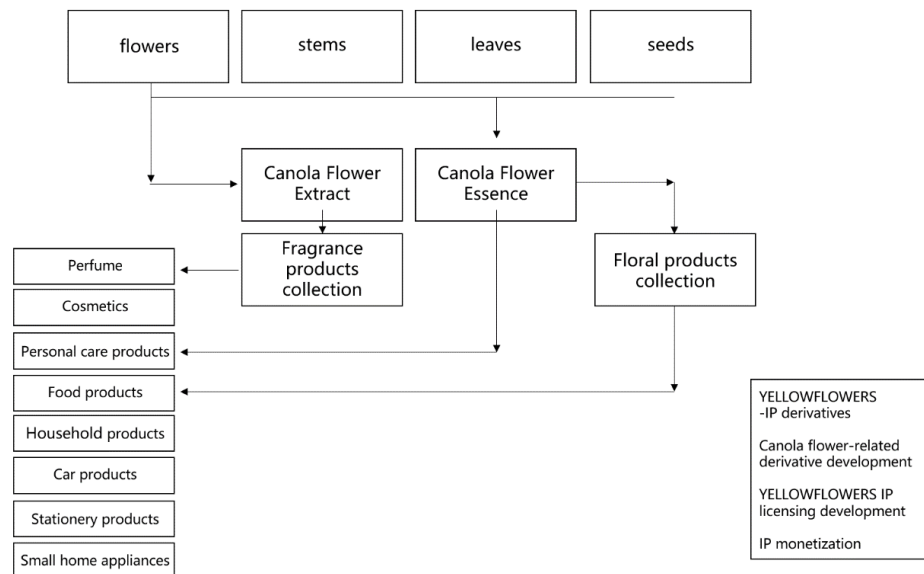 flowers
stems
leaves
seeds
Canola Flower
Extract
Canola Flower
Essence
Fragrance
products
collection
Floral products
collection
Perfume
Cosmetics
Personal care products
Food products
Household products
Car products
Stationery products
Small home appliances
YELLOWFLOWERS
-IP derivatives
Canola flower-related
derivative development
YELLOWFLOWERS IP
licensing development
IP monetization